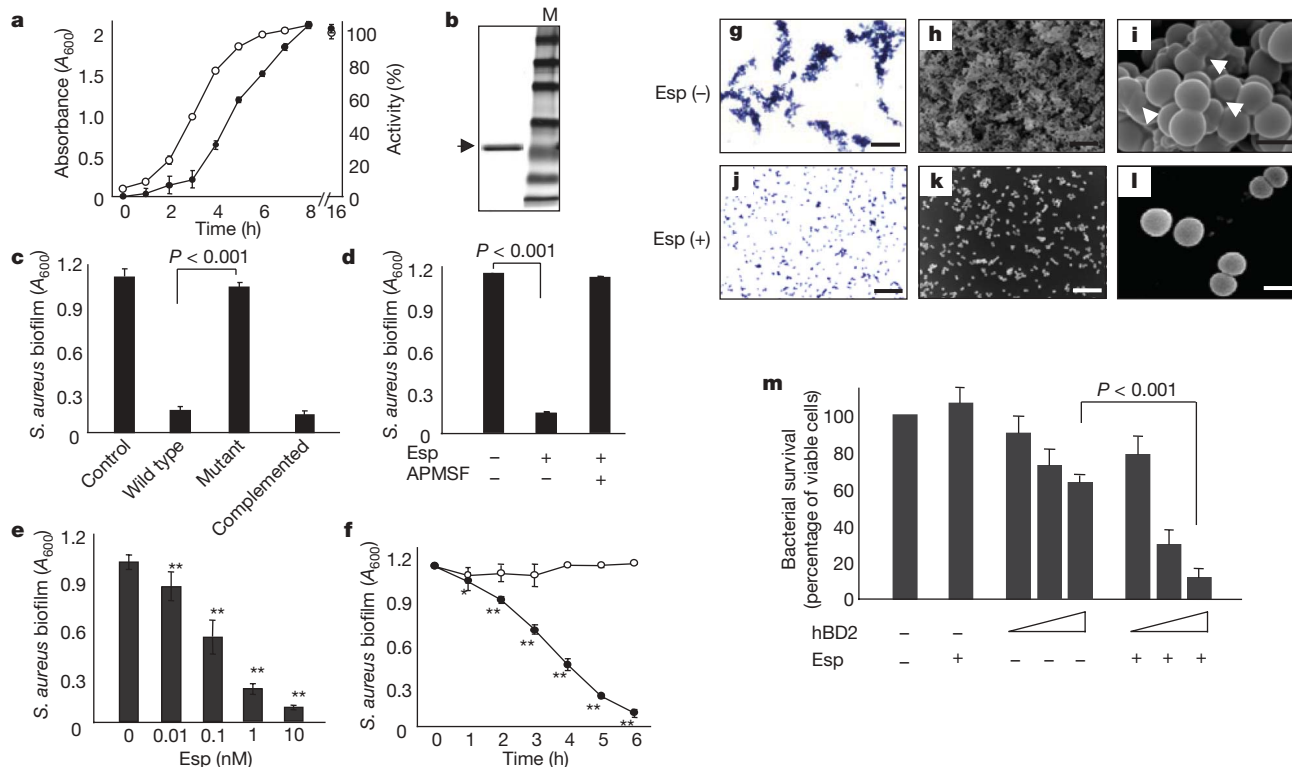 a
Absorbance (A600)
2
1.5
1.0
0.5
0
100
80
60
40
20
0
Activity (%)
0 2 4 6 8 16
Time (h)
b
M
c
S. aureus biofilm (A600)
1.2
0.9
0.6
0.3
0
P < 0.001
Control
Wild type
Mutant
Complemented
d
S. aureus biofilm (A600)
1.2
0.9
0.6
0.3
0
P < 0.001
Esp – + +
APMSF – – +
e
S. aureus biofilm (A600)
1.2
0.9
0.6
0.3
0
** ** ** **
0 0.01 0.1 1 10
Esp (nM)
f
S. aureus biofilm (A600)
1.2
0.9
0.6
0.3
0
* ** ** ** ** **
0 1 2 3 4 5 6
Time (h)
Esp (–)
g
h
i
Esp (+)
j
k
l
m
Bacterial survival
(percentage of viable cells)
100
80
60
40
20
0
P < 0.001
hBD2 – –
Esp – + – – – + + +